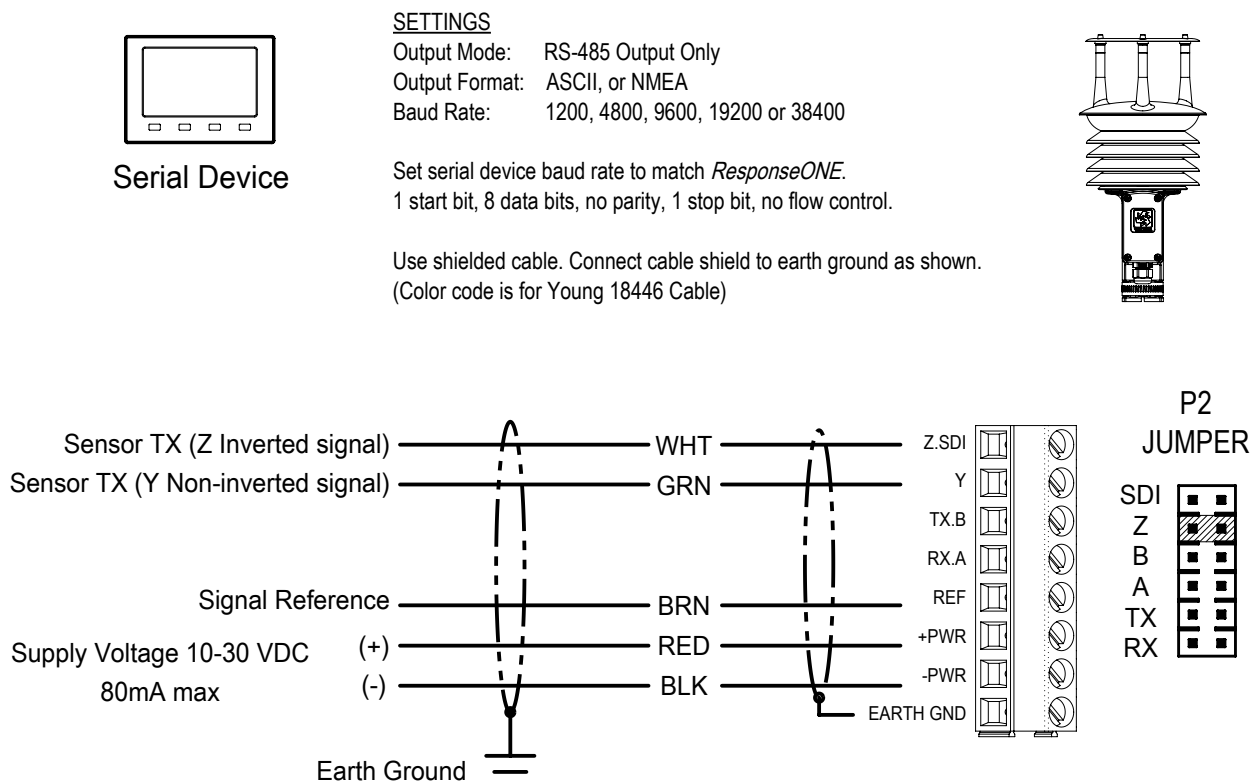 SETTINGS
Output Mode: RS-485 Output Only
Output Format: ASCII, or NMEA
Baud Rate: 1200, 4800, 9600, 19200 or 38400
Serial Device
Set serial device baud rate to match ResponseONE.
1 start bit, 8 data bits, no parity, 1 stop bit, no flow control.
Use shielded cable. Connect cable shield to earth ground as shown.
(Color code is for Young 18446 Cable)
P2
JUMPER
Sensor TX (Z Inverted signal) WHT Z.SDI
Sensor TX (Y Non-inverted signal) GRN Y
TX.B
RX.A
Signal Reference BRN REF
Supply Voltage 10-30 VDC (+) RED +PWR
80mA max (-) BLK -PWR
EARTH GND
Earth Ground
SDI
Z
B
A
TX
RX